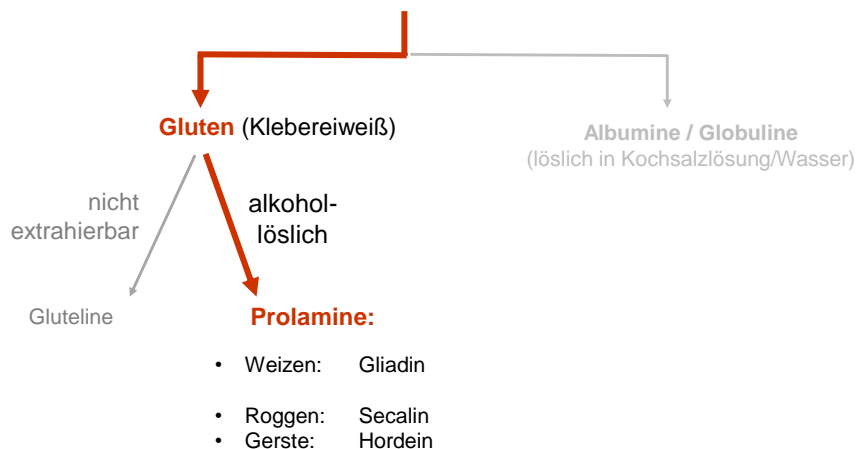 Gluten (Klebereiweiß)
Albumine / Globuline
(löslich in Kochsalzlösung/Wasser)
nicht
extrahierbar
alkohol-
löslich
Gluteline
Prolamine:
• Weizen: Gliadin
• Roggen: Secalin
• Gerste: Hordein